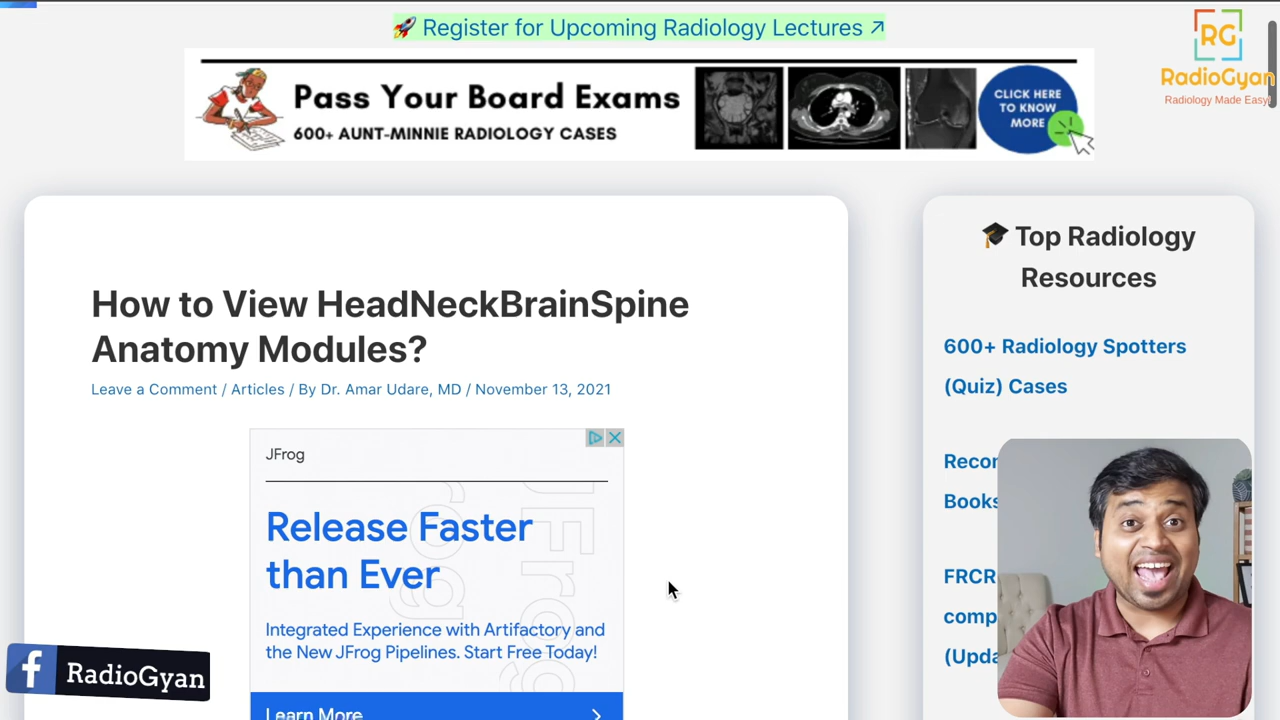 🚀 Register for Upcoming Radiology Lectures ↗
RG
RadioGyan
Radiology Made Easy!
Pass Your Board Exams
600+ AUNT-MINNIE RADIOLOGY CASES
CLICK HERE
TO KNOW
MORE
How to View HeadNeckBrainSpine
Anatomy Modules?
Leave a Comment / Articles / By Dr. Amar Udare, MD / November 13, 2021
JFrog
Release Faster
than Ever
Integrated Experience with Artifactory and
the New JFrog Pipelines. Start Free Today!
Learn More
🎓 Top Radiology
Resources
600+ Radiology Spotters
(Quiz) Cases
Books
FRCR
f RadioGyan